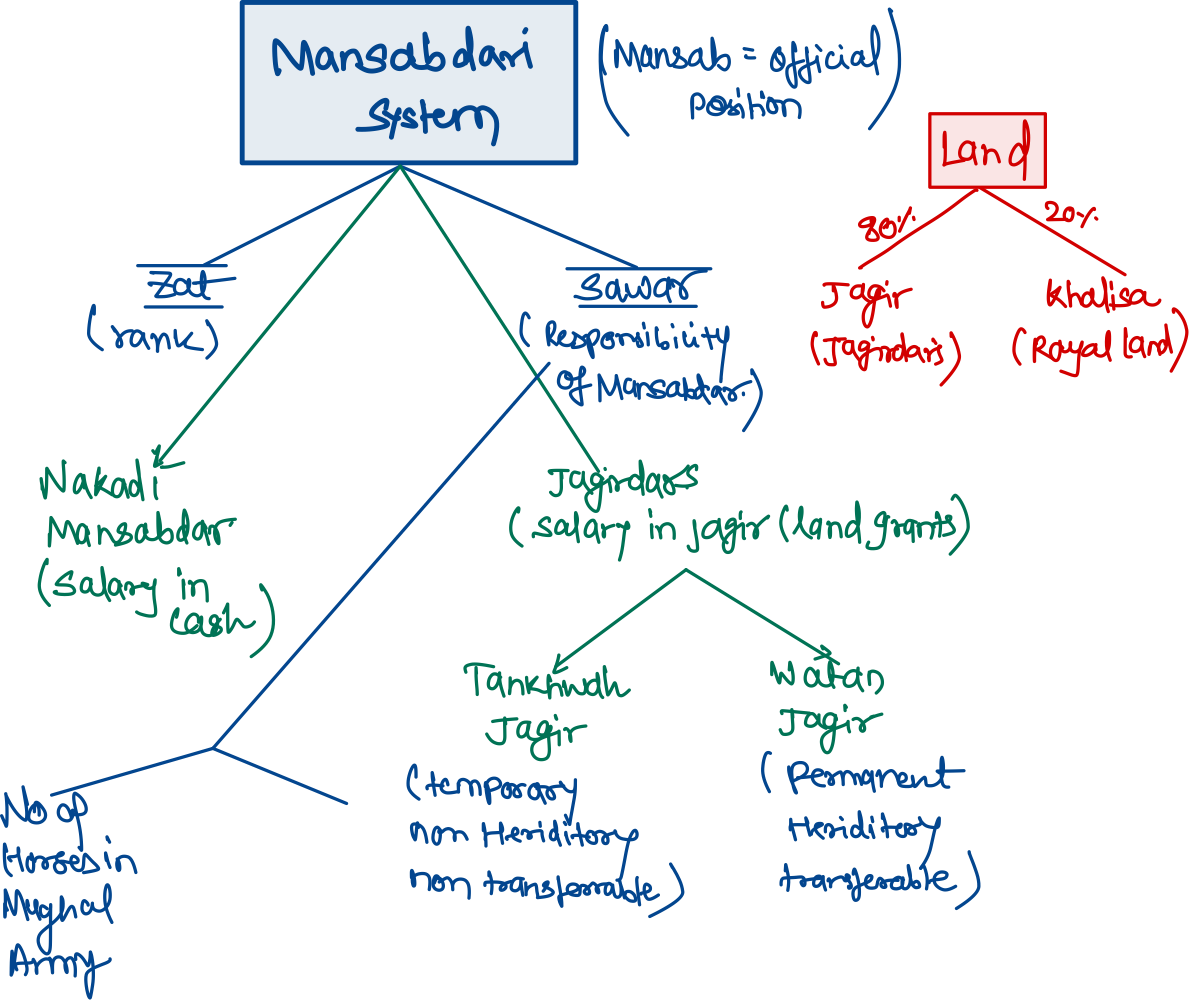 Mansabdari
System
(Mansab = official
position)
Land
80%
20%
Jagir
(Jagirdars)
Khalisa
(Royal land)
Zat
(rank)
Sawar
(Responsibility
of Mansabdar)
Nakadi
Mansabdar
(Salary in
cash)
Jagirdars
(Salary in jagir (land grants)
Tankhwah
Jagir
(temporary
non Heriditory
non transferrable)
Watan
Jagir
(permanent
Heriditory
transferable)
No of
Horses in
Mughal
Army